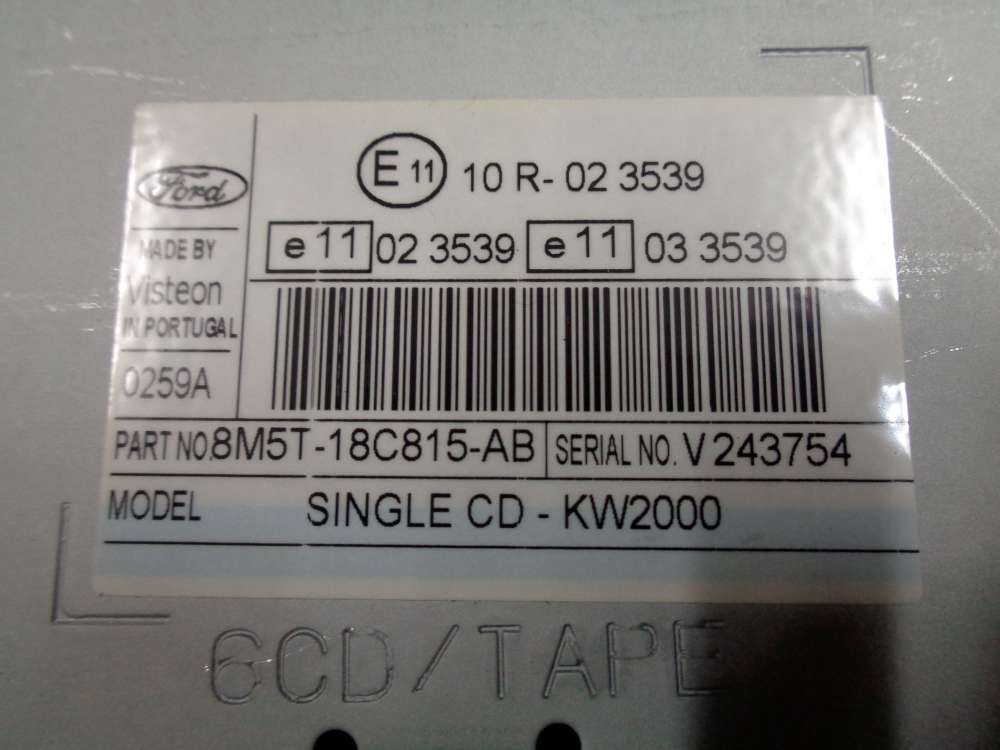 Ford
MADE BY
Visteon
IN PORTUGAL
0259A
E 11 10 R- 02 3539
e 11 02 3539 e 11 03 3539
PART NO. 8M5T-18C815-AB SERIAL NO. V 243754
MODEL SINGLE CD - KW2000
6CD/TAPE